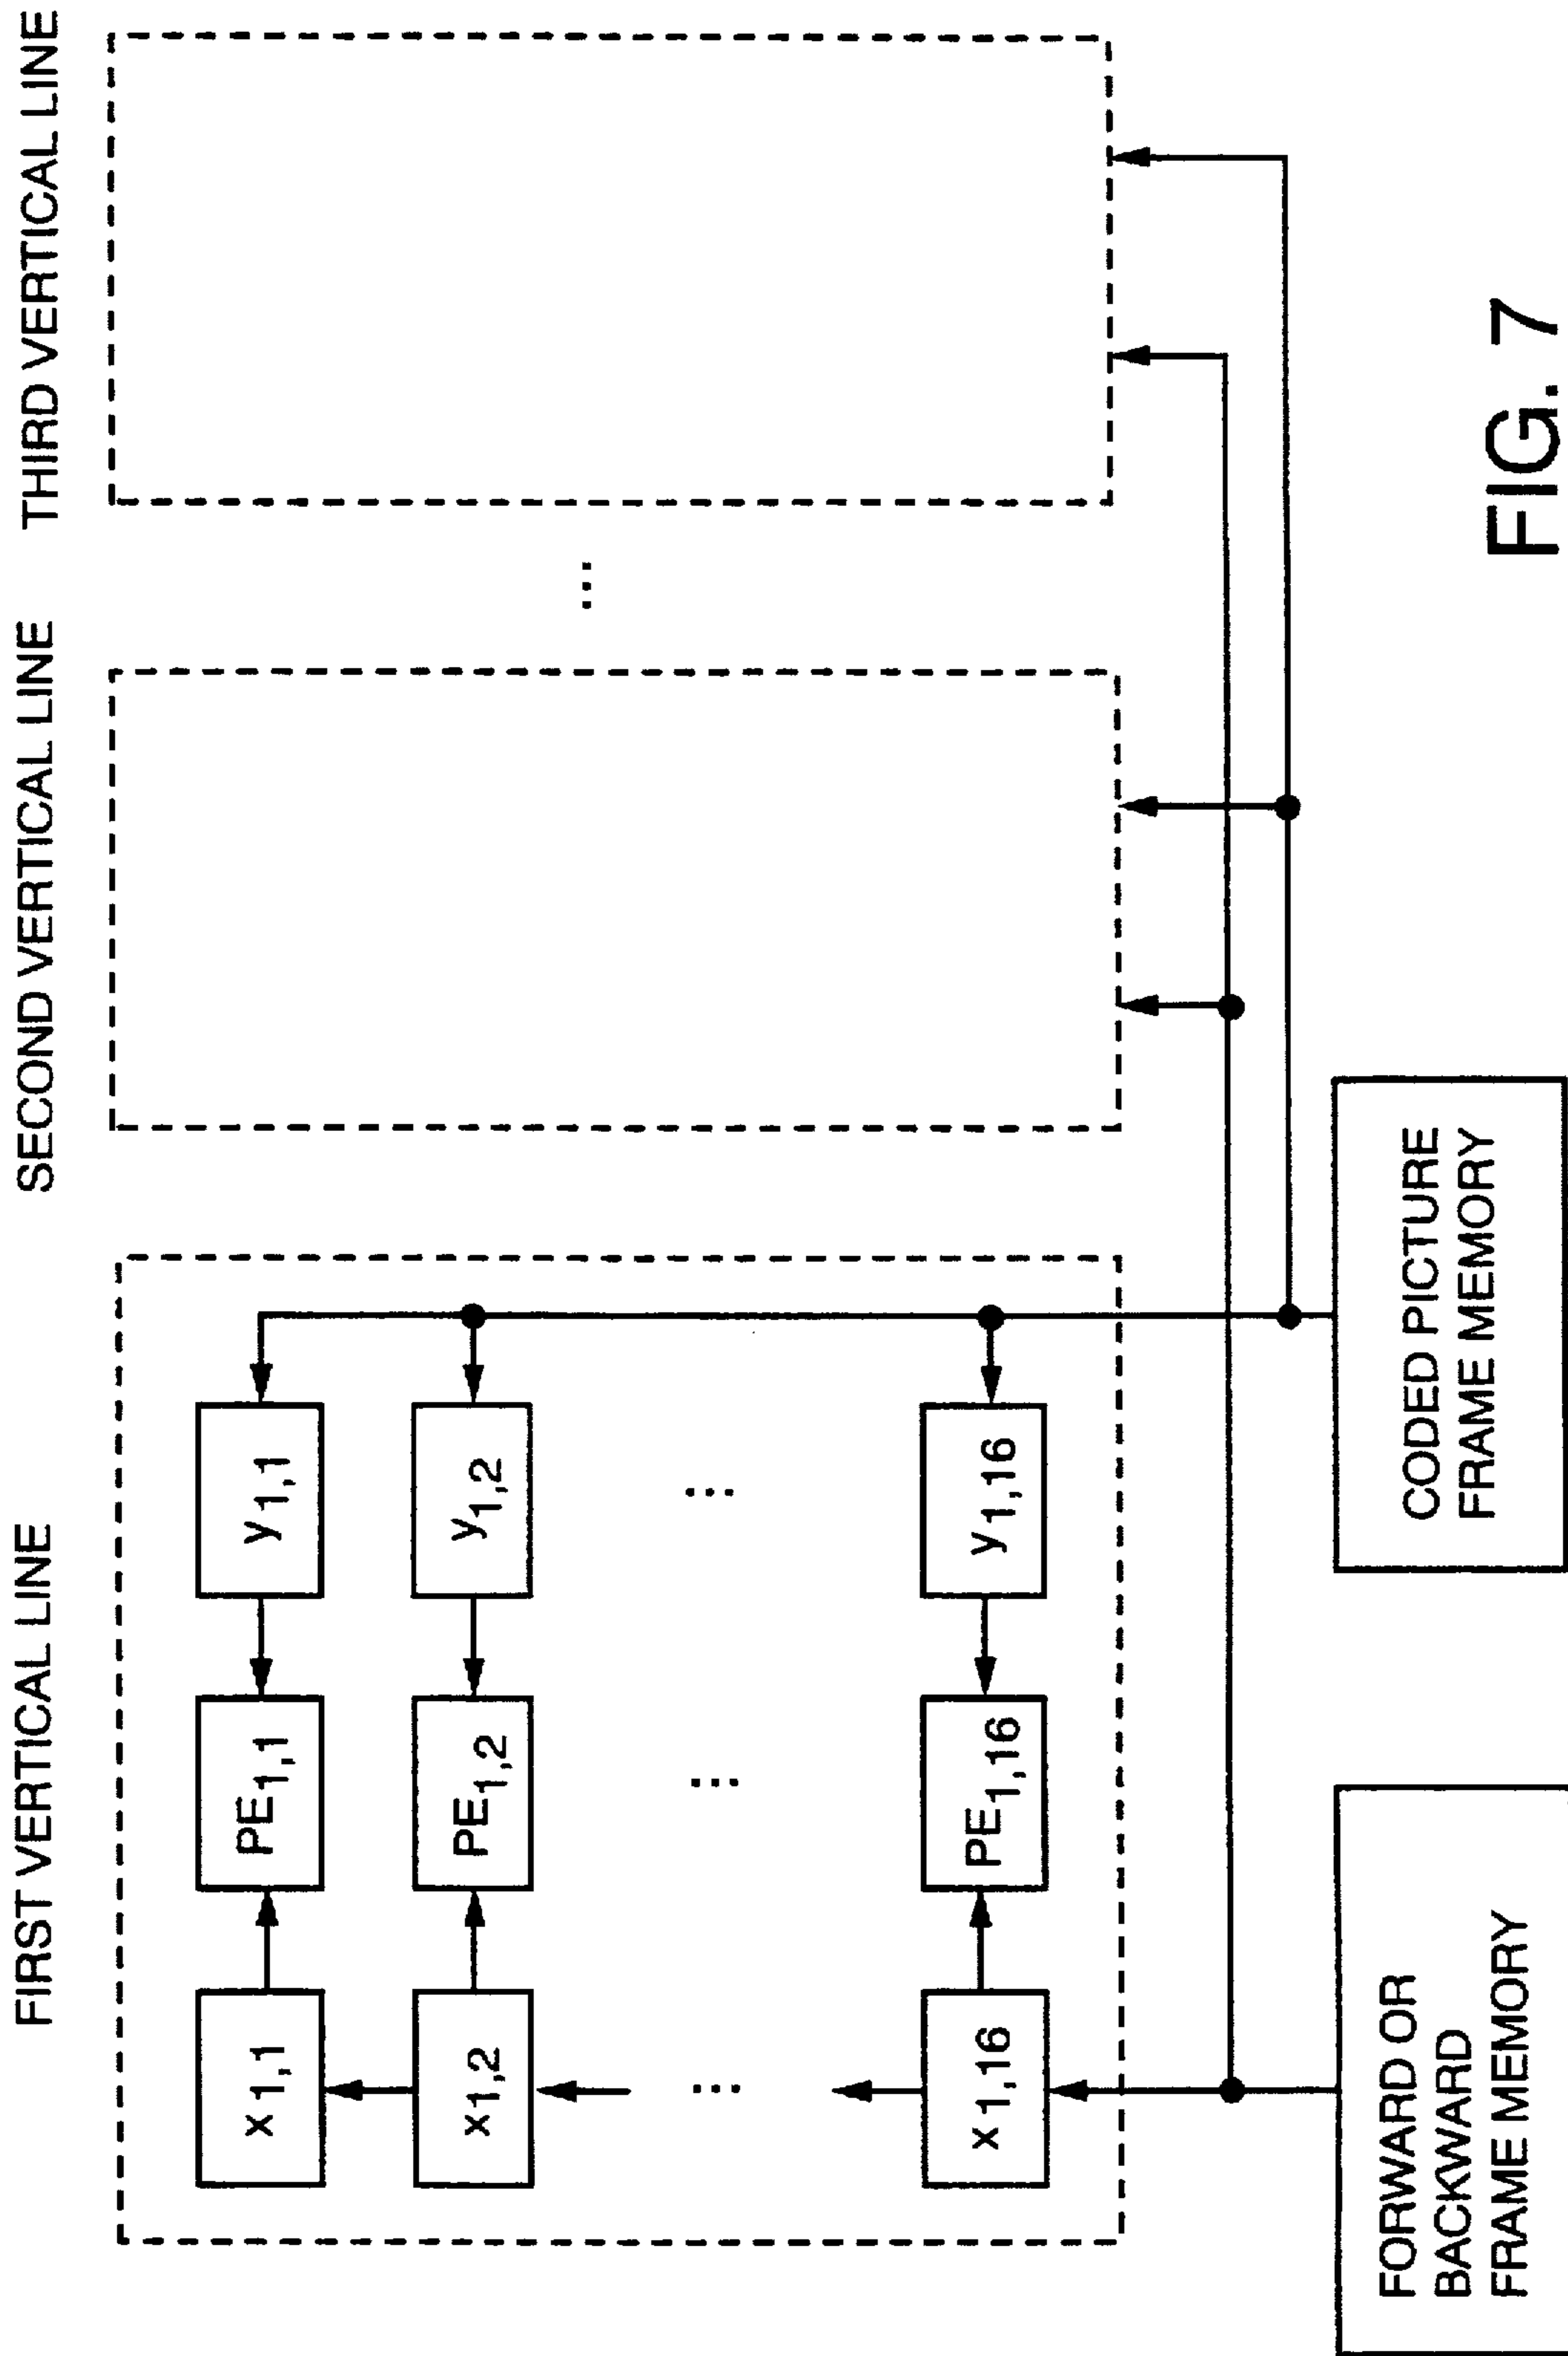 FIRST VERTICAL LINE SECOND VERTICAL LINE THIRD VERTICAL LINE
x1,1 PE1,1 y1,1
x1,2 PE1,2 y1,2
... ... ... ...
x1,16 PE1,16 y1,16
FORWARD OR
BACKWARD
FRAME MEMORY
CODED PICTURE
FRAME MEMORY
FIG. 7